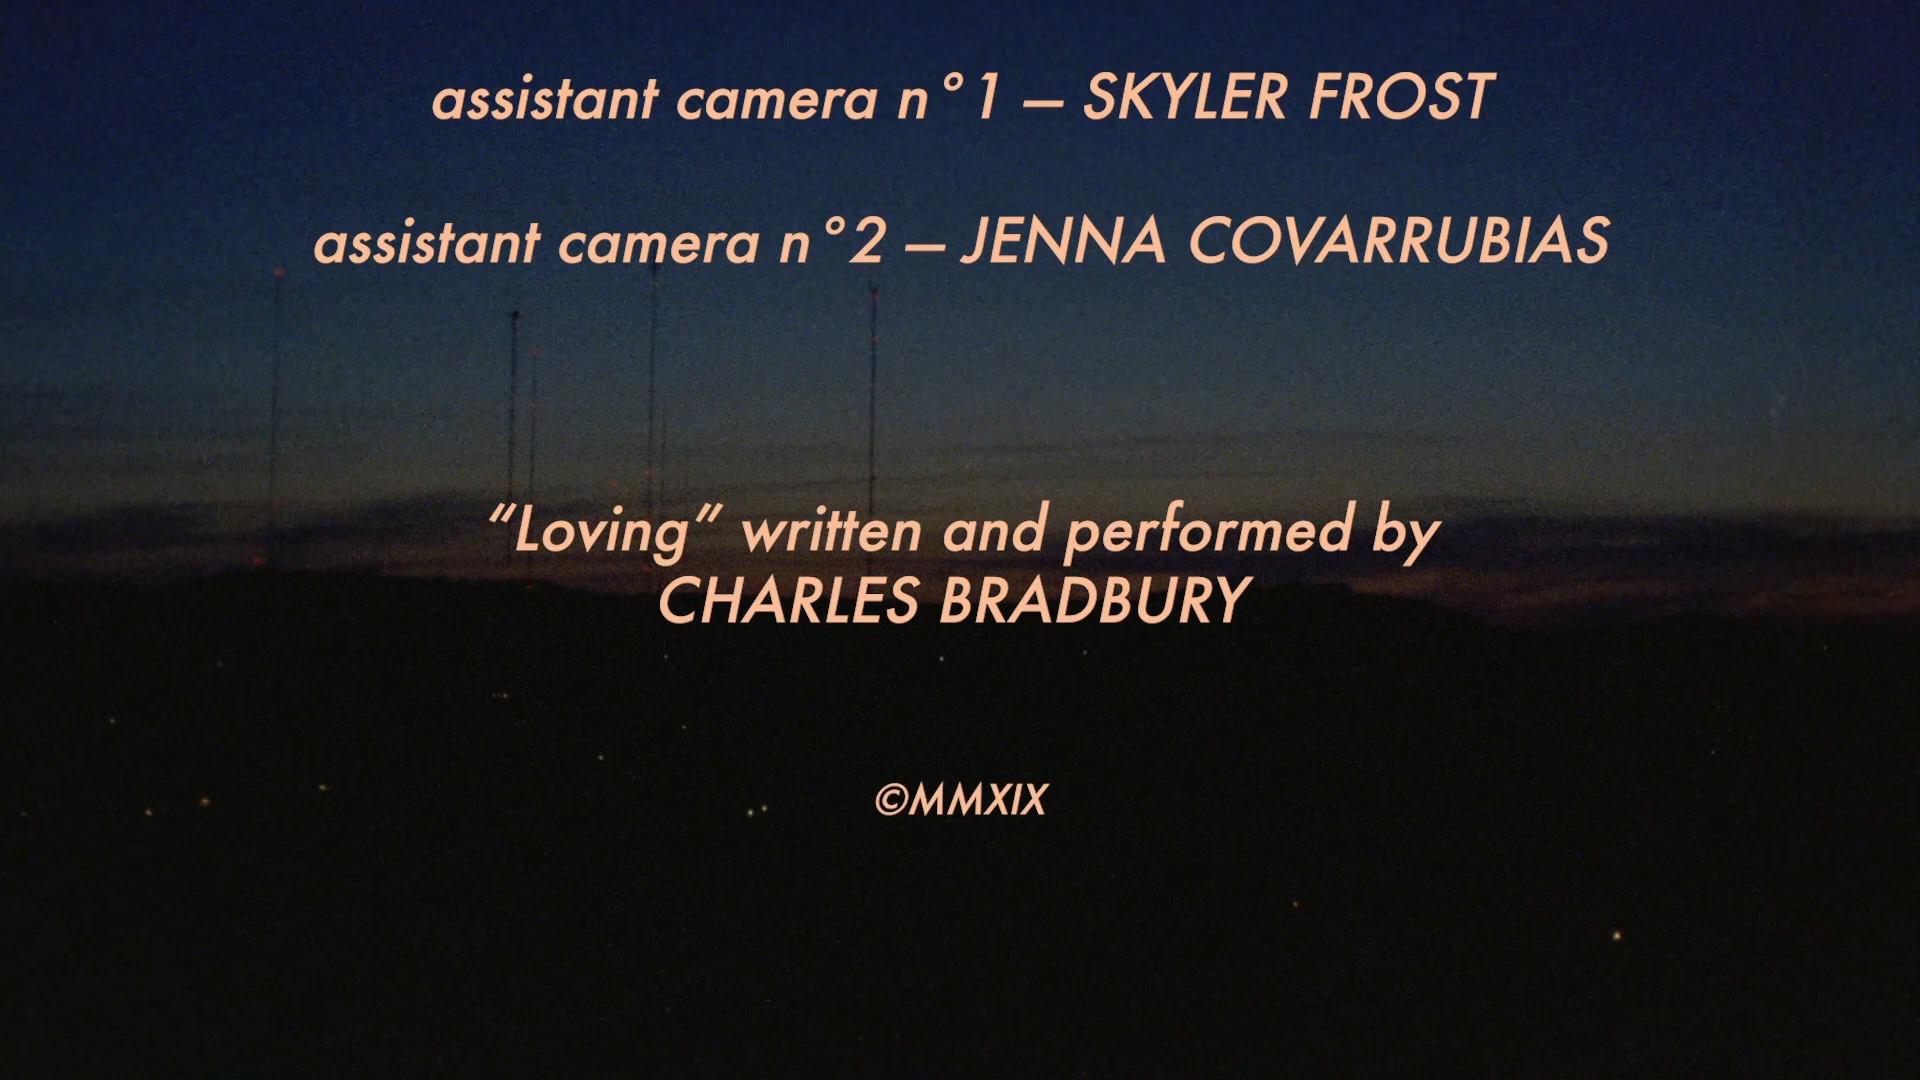 assistant camera n°1 – SKYLER FROST
assistant camera n°2 – JENNA COVARRUBIAS
“Loving” written and performed by
CHARLES BRADBURY
©MMXIX